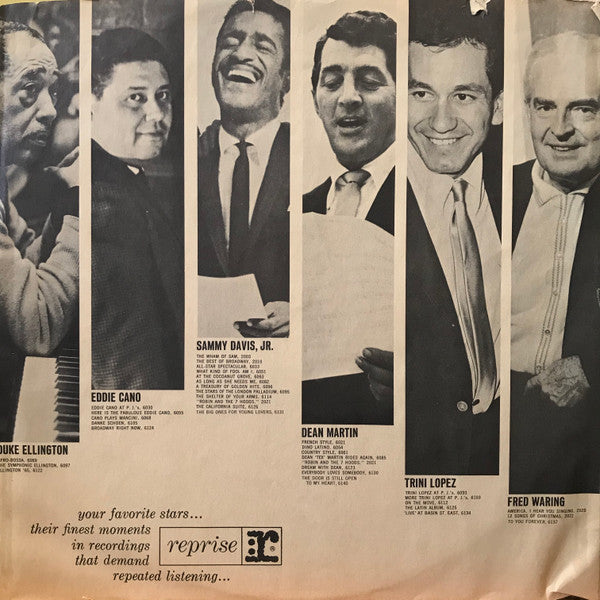 DUKE ELLINGTON
AFRO-BOSSA, 6069
THE SYMPHONIC ELLINGTON, 6097
ELLINGTON '65, 6122
EDDIE CANO
EDDIE CANO AT P. J.'s, 6030
HERE IS THE FABULOUS EDDIE CANO, 6055
CANO PLAYS MANCINI, 6068
DANKE SCHOEN, 6105
BROADWAY RIGHT NOW, 6124
SAMMY DAVIS, JR.
THE WHAM OF SAM, 2003
THE BEST OF BROADWAY, 2010
ALL-STAR SPECTACULAR, 6033
WHAT KIND OF FOOL AM I, 6051
AT THE COCOANUT GROVE, 6063
AS LONG AS SHE NEEDS ME, 6082
A TREASURY OF GOLDEN HITS, 6096
THE STARS OF THE LONDON PALLADIUM, 6095
THE SHELTER OF YOUR ARMS, 6114
"ROBIN AND THE 7 HOODS," 2021
THE CALIFORNIA SUITE, 6126
THE BIG ONES FOR YOUNG LOVERS, 6131
DEAN MARTIN
FRENCH STYLE, 6021
DINO LATINO, 6054
COUNTRY STYLE, 6061
DEAN "TEX" MARTIN RIDES AGAIN, 6085
"ROBIN AND THE 7 HOODS," 2021
DREAM WITH DEAN, 6123
EVERYBODY LOVES SOMEBODY, 6130
THE DOOR IS STILL OPEN
TO MY HEART, 6140
TRINI LOPEZ
TRINI LOPEZ AT P. J.'s, 6093
MORE TRINI LOPEZ AT P. J.'s, 6103
ON THE MOVE, 6112
THE LATIN ALBUM, 6125
'LIVE' AT BASIN ST. EAST, 6134
FRED WARING
AMERICA, I HEAR YOU SINGING, 2020
12 SONGS OF CHRISTMAS, 2022
TO YOU FOREVER, 6137
your favorite stars...
their finest moments
in recordings
that demand
repeated listening...
reprise r: